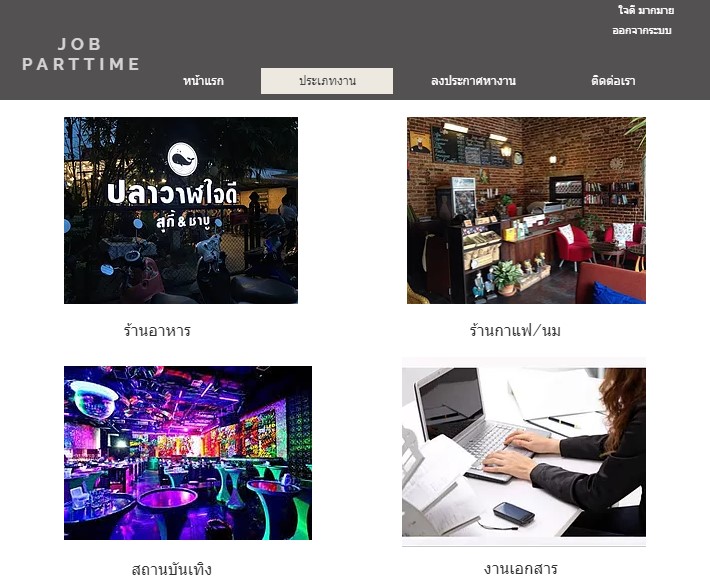 ใจดี มากมาย
ออกจากระบบ
JOB
PARTTIME
หน้าแรก
ประเภทงาน
ลงประกาศหางาน
ติดต่อเรา
ปลาวาฬใจดี
สุกี้ & ชาบู
ร้านอาหาร
ร้านกาแฟ/นม
สถานบันเทิง
งานเอกสาร